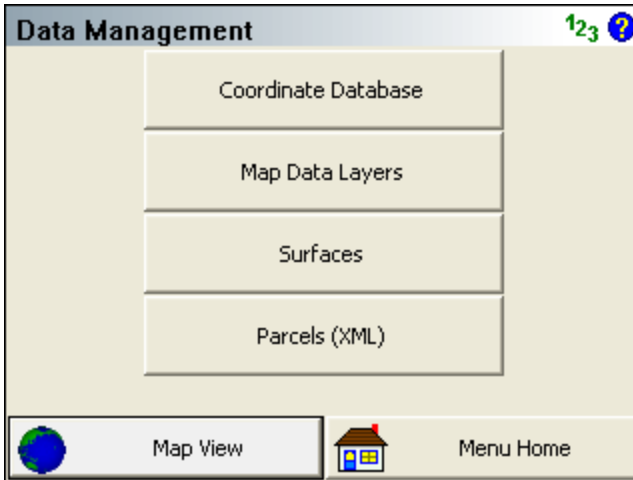 Data Management 123 ?
Coordinate Database
Map Data Layers
Surfaces
Parcels (XML)
Map View
Menu Home